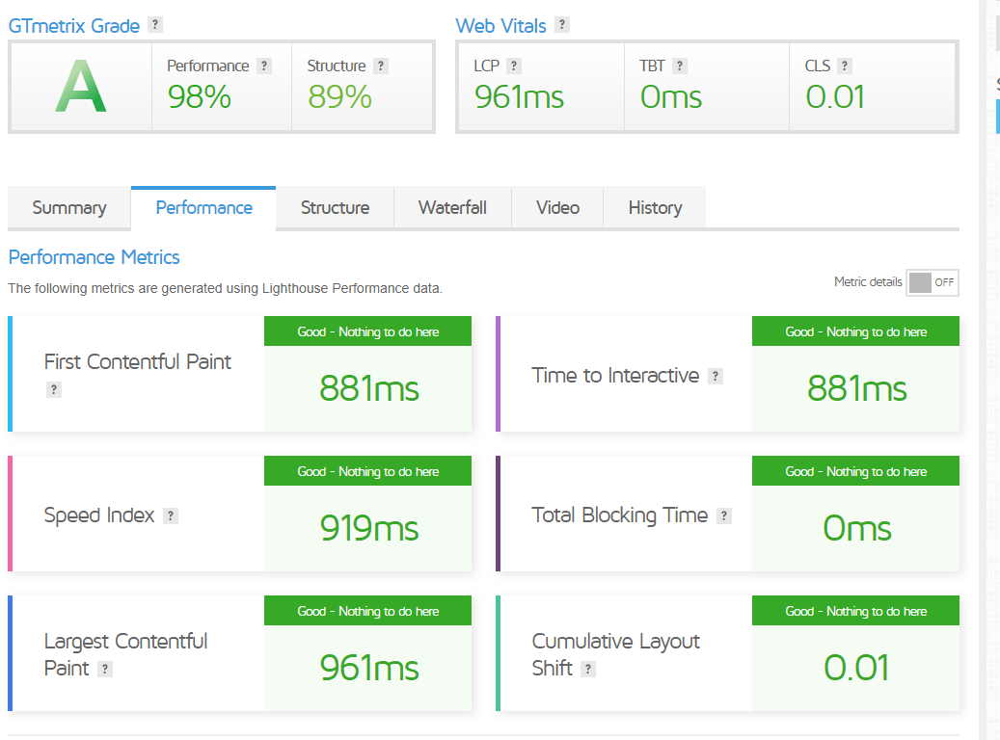 GTmetrix Grade ?
Web Vitals ?
A
Performance ?
98%
Structure ?
89%
LCP ?
961ms
TBT ?
0ms
CLS ?
0.01
Summary
Performance
Structure
Waterfall
Video
History
Performance Metrics
The following metrics are generated using Lighthouse Performance data.
Metric details OFF
First Contentful Paint
?
Good - Nothing to do here
881ms
Time to Interactive ?
Good - Nothing to do here
881ms
Speed Index ?
Good - Nothing to do here
919ms
Total Blocking Time ?
Good - Nothing to do here
0ms
Largest Contentful
Paint ?
Good - Nothing to do here
961ms
Cumulative Layout
Shift ?
Good - Nothing to do here
0.01